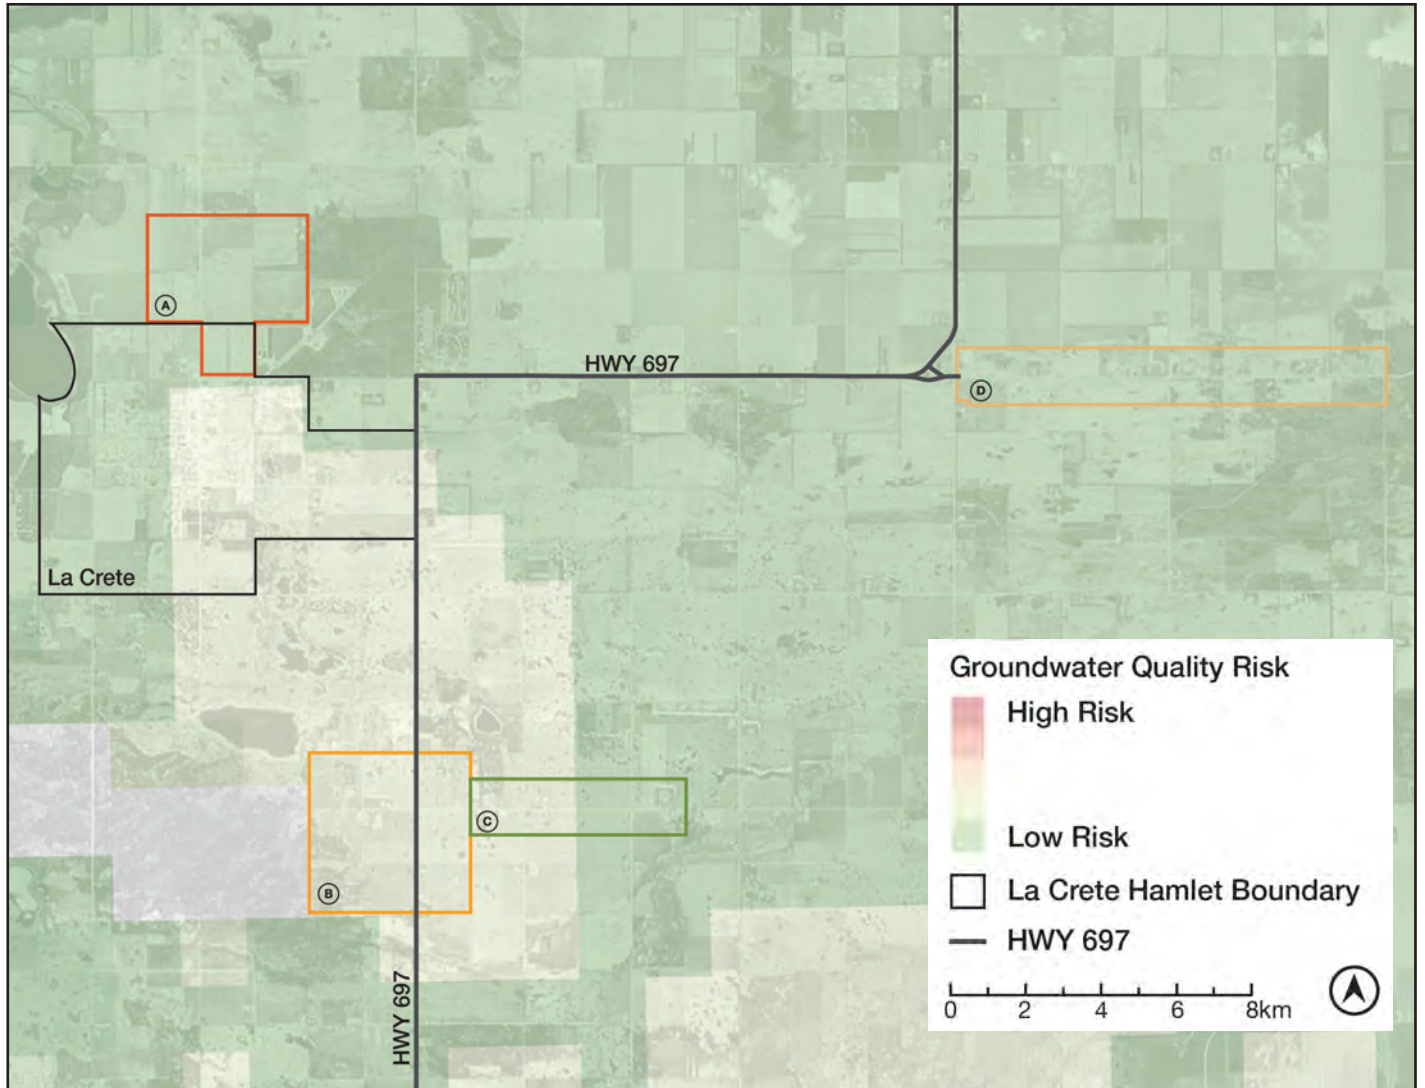 A
HWY 697
D
La Crete
Groundwater Quality Risk
High Risk
Low Risk
La Crete Hamlet Boundary
HWY 697
0 2 4 6 8km
C
B
HWY 697